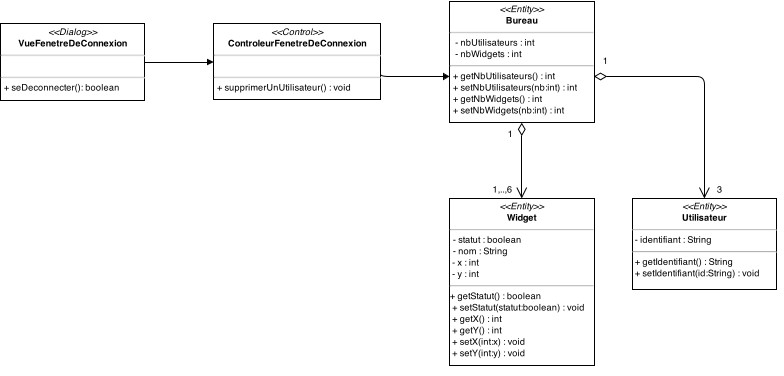 <<Dialog>>
VueFenetreDeConnexion
+ seDeconnecter(): boolean
<<Control>>
ControleurFenetreDeConnexion
+ supprimerUnUtilisateur() : void
<<Entity>>
Bureau
- nbUtilisateurs : int
- nbWidgets : int
+ getNbUtilisateurs() : int
+ setNbUtilisateurs(nb:int) : int
+ getNbWidgets() : int
+ setNbWidgets(nb:int) : int
1
1
1,..,6
3
<<Entity>>
Widget
- statut : boolean
- nom : String
- x : int
- y : int
+ getStatut() : boolean
+ setStatut(statut:boolean) : void
+ getX() : int
+ getY() : int
+ setX(int:x) : void
+ setY(int:y) : void
<<Entity>>
Utilisateur
- identifiant : String
+ getIdentifiant() : String
+ setIdentifiant(id:String) : void